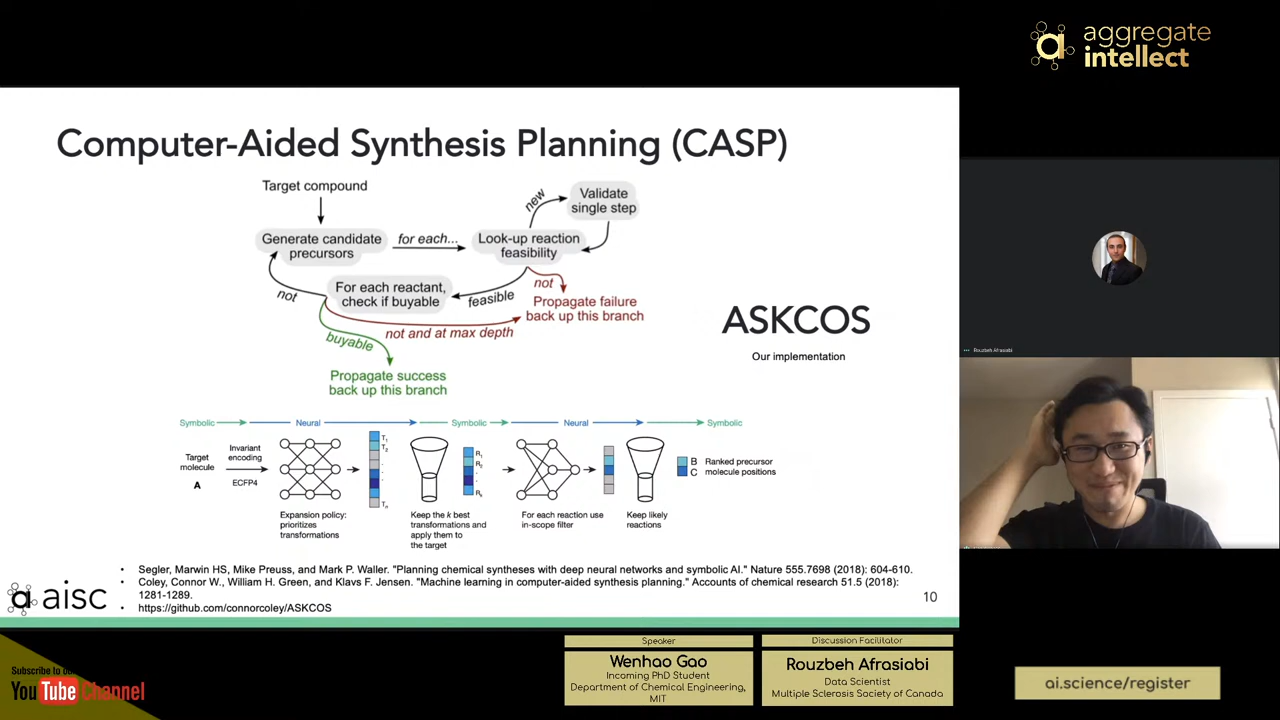 aggregate
intellect
Computer-Aided Synthesis Planning (CASP)
Target compound
Generate candidate
precursors
for each...
Look-up reaction
feasibility
new
Validate
single step
not
For each reactant,
check if buyable
feasible
not
Propagate failure
back up this branch
not and at max depth
buyable
Propagate success
back up this branch
ASKCOS
Our implementation
Rouzbeh Afrasiabi
Symbolic
Neural
Symbolic
Neural
Symbolic
Target
molecule
A
Invariant
encoding
ECFP4
Expansion policy:
prioritizes
transformations
T1
T2
Tn
Keep the k best
transformations and
apply them to
the target
R1
R2
Rk
For each reaction use
in-scope filter
Keep likely
reactions
B
C
Ranked precursor
molecule positions
• Segler, Marwin HS, Mike Preuss, and Mark P. Waller. "Planning chemical syntheses with deep neural networks and symbolic AI." Nature 555.7698 (2018): 604-610.
• Coley, Connor W., William H. Green, and Klavs F. Jensen. "Machine learning in computer-aided synthesis planning." Accounts of chemical research 51.5 (2018):
1281-1289.
• https://github.com/connorcoley/ASKCOS
aisc
10
Subscribe to
YouTube Channel
Speaker
Wenhao Gao
Incoming PhD Student
Department of Chemical Engineering,
MIT
Discussion Facilitator
Rouzbeh Afrasiabi
Data Scientist
Multiple Sclerosis Society of Canada
ai.science/register